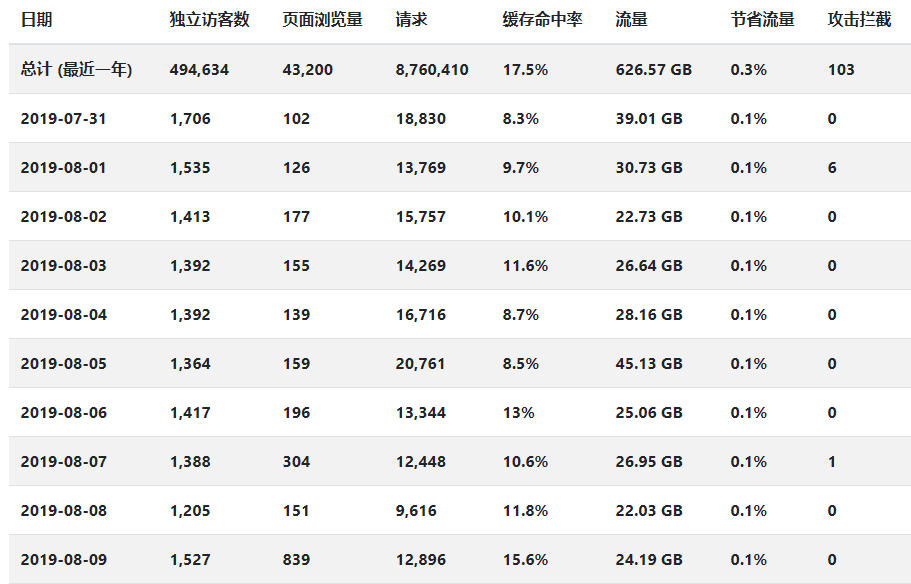 日期 独立访客数 页面浏览量 请求 缓存命中率 流量 节省流量 攻击拦截
总计 (最近一年) 494,634 43,200 8,760,410 17.5% 626.57 GB 0.3% 103
2019-07-31 1,706 102 18,830 8.3% 39.01 GB 0.1% 0
2019-08-01 1,535 126 13,769 9.7% 30.73 GB 0.1% 6
2019-08-02 1,413 177 15,757 10.1% 22.73 GB 0.1% 0
2019-08-03 1,392 155 14,269 11.6% 26.64 GB 0.1% 0
2019-08-04 1,392 139 16,716 8.7% 28.16 GB 0.1% 0
2019-08-05 1,364 159 20,761 8.5% 45.13 GB 0.1% 0
2019-08-06 1,417 196 13,344 13% 25.06 GB 0.1% 0
2019-08-07 1,388 304 12,448 10.6% 26.95 GB 0.1% 1
2019-08-08 1,205 151 9,616 11.8% 22.03 GB 0.1% 0
2019-08-09 1,527 839 12,896 15.6% 24.19 GB 0.1% 0